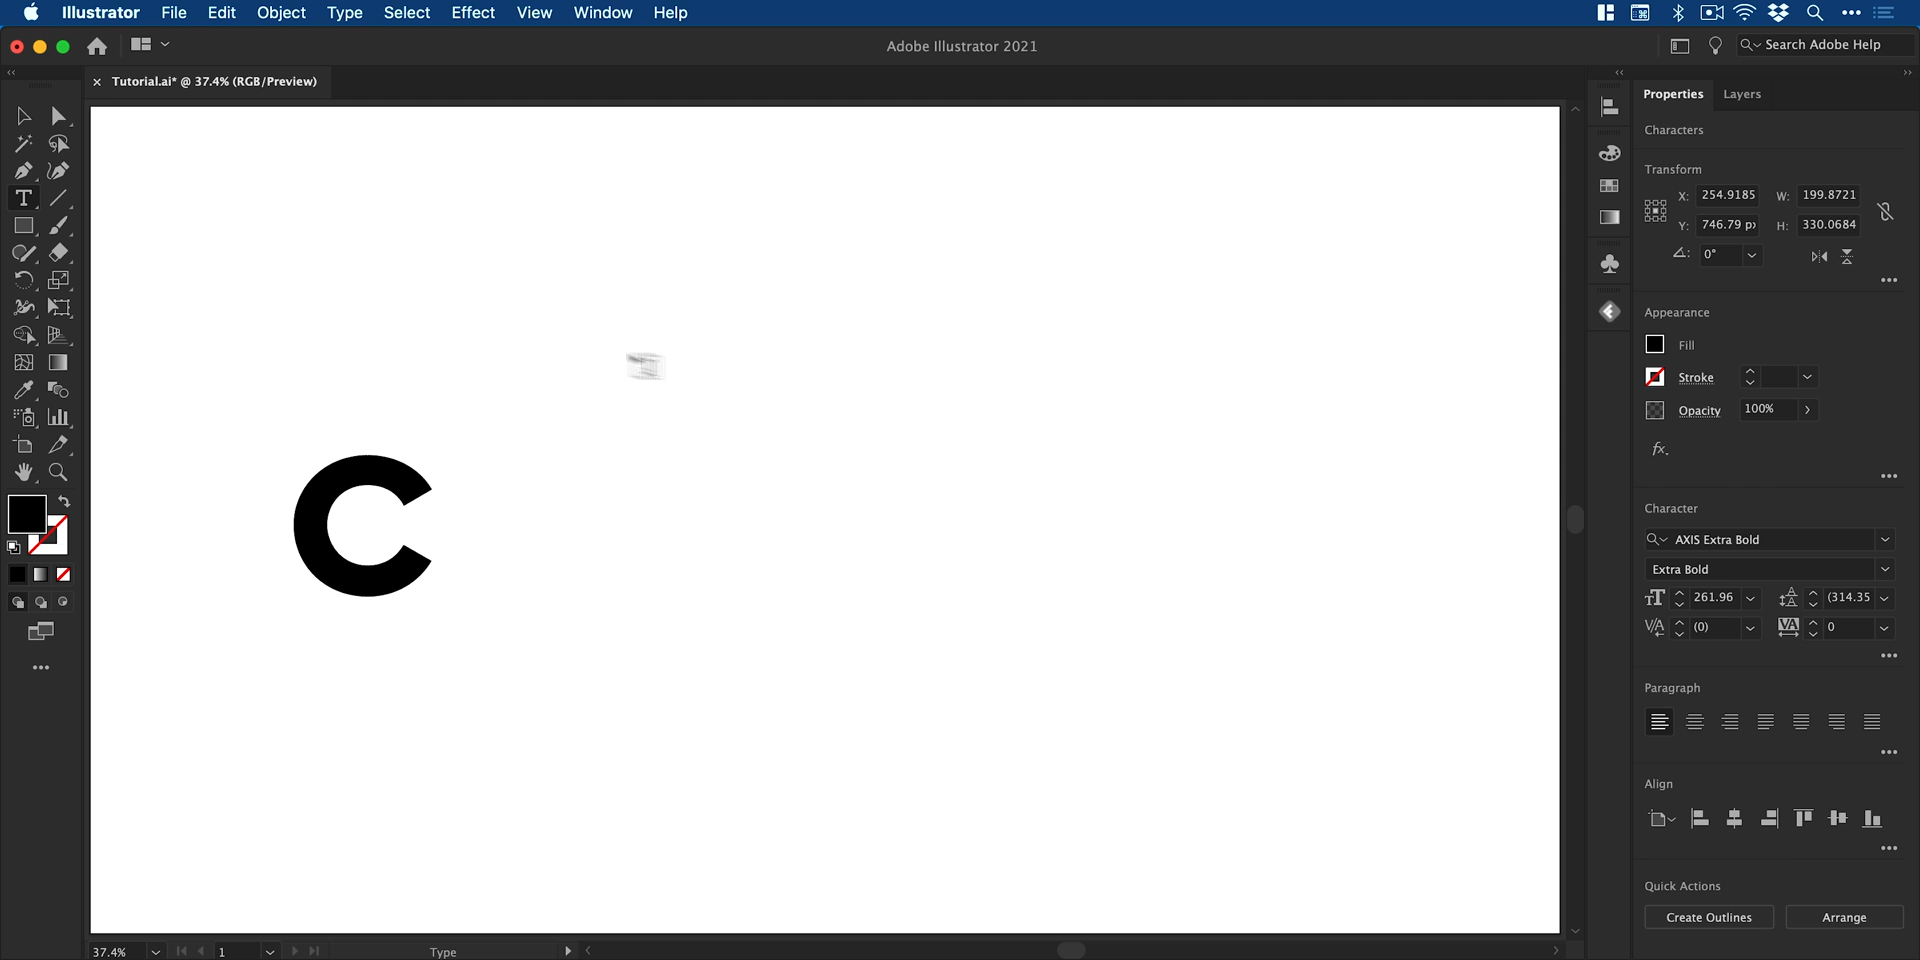 Illustrator File Edit Object Type Select Effect View Window Help
Adobe Illustrator 2021
Search Adobe Help
Tutorial.ai* @ 37.4% (RGB/Preview)
Properties Layers
Characters
Transform
X: 254.9185 W: 199.8721
Y: 746.79 px H: 330.0684
0°
Appearance
Fill
Stroke
Opacity 100%
fx.
C
Character
AXIS Extra Bold
Extra Bold
261.96 (314.35
(0) 0
Paragraph
Align
Quick Actions
Create Outlines Arrange
37.4% 1 Type